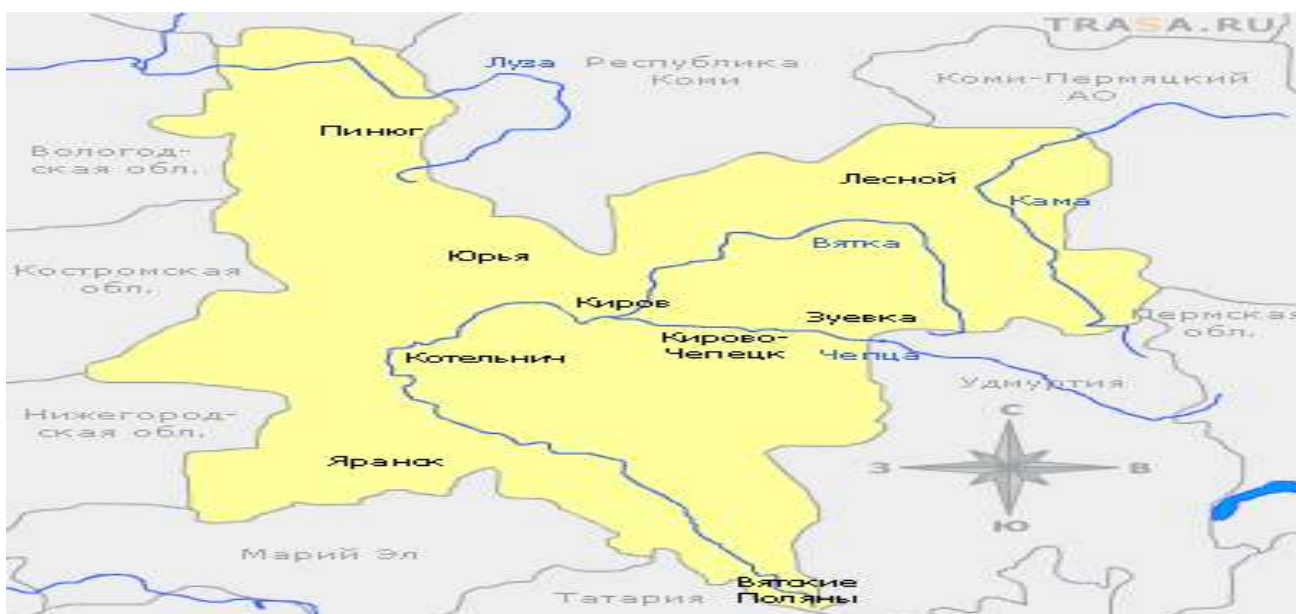 TRASA.RU
Луза
Республика
Коми
Коми-Пермяцкий
АО
Пинюг
Вологод-
ская обл.
Лесной
Кама
Вятка
Юрья
Костромская
обл.
Киров
Зуевка
Пермская
обл.
Кирово-
Чепецк
Чепца
Котельнич
Удмуртия
Нижегород-
ская обл.
С
Яранск
З
В
Ю
Марий Эл
Вятские
Поляны
Татария